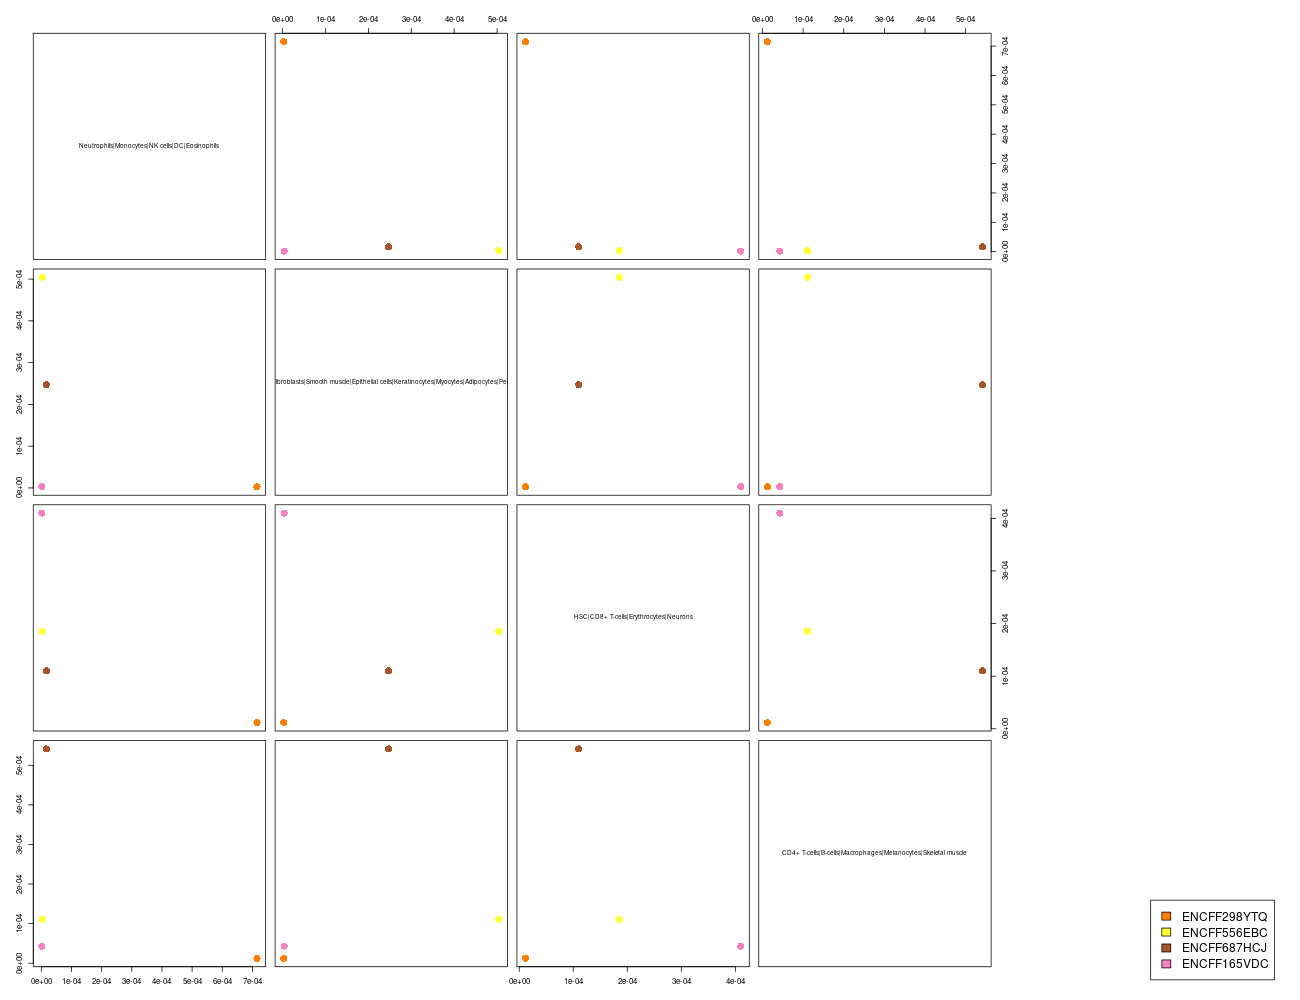 0e+00 1e-04 2e-04 3e-04 4e-04 5e-04 0e+00 1e-04 2e-04 3e-04 4e-04 5e-04
Neutrophils|Monocytes|NK cells|DC|Eosinophils
0e+00 1e-04 2e-04 3e-04 4e-04 5e-04 6e-04 7e-04
0e+00 1e-04 2e-04 3e-04 4e-04 5e-04
ibroblasts|Smooth muscle|Epithelial cells|Keratinocytes|Myocytes|Adipocytes|Pe
HSC|CD8+ T-cells|Erythrocytes|Neurons
0e+00 1e-04 2e-04 3e-04 4e-04
0e+00 1e-04 2e-04 3e-04 4e-04 5e-04
CD4+ T-cells|B-cells|Macrophages|Melanocytes|Skeletal muscle
0e+00 1e-04 2e-04 3e-04 4e-04 5e-04 6e-04 7e-04 0e+00 1e-04 2e-04 3e-04 4e-04
ENCFF298YTQ
ENCFF556EBC
ENCFF687HCJ
ENCFF165VDC